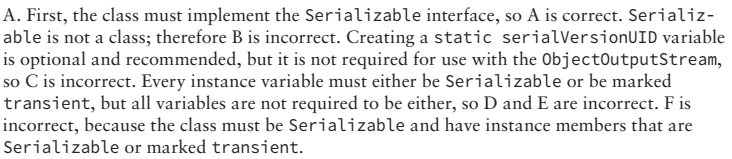 A. First, the class must implement the Serializable interface, so A is correct. Serializ-
able is not a class; therefore B is incorrect. Creating a static serialVersionUID variable
is optional and recommended, but it is not required for use with the ObjectOutputStream,
so C is incorrect. Every instance variable must either be Serializable or be marked
transient, but all variables are not required to be either, so D and E are incorrect. F is
incorrect, because the class must be Serializable and have instance members that are
Serializable or marked transient.